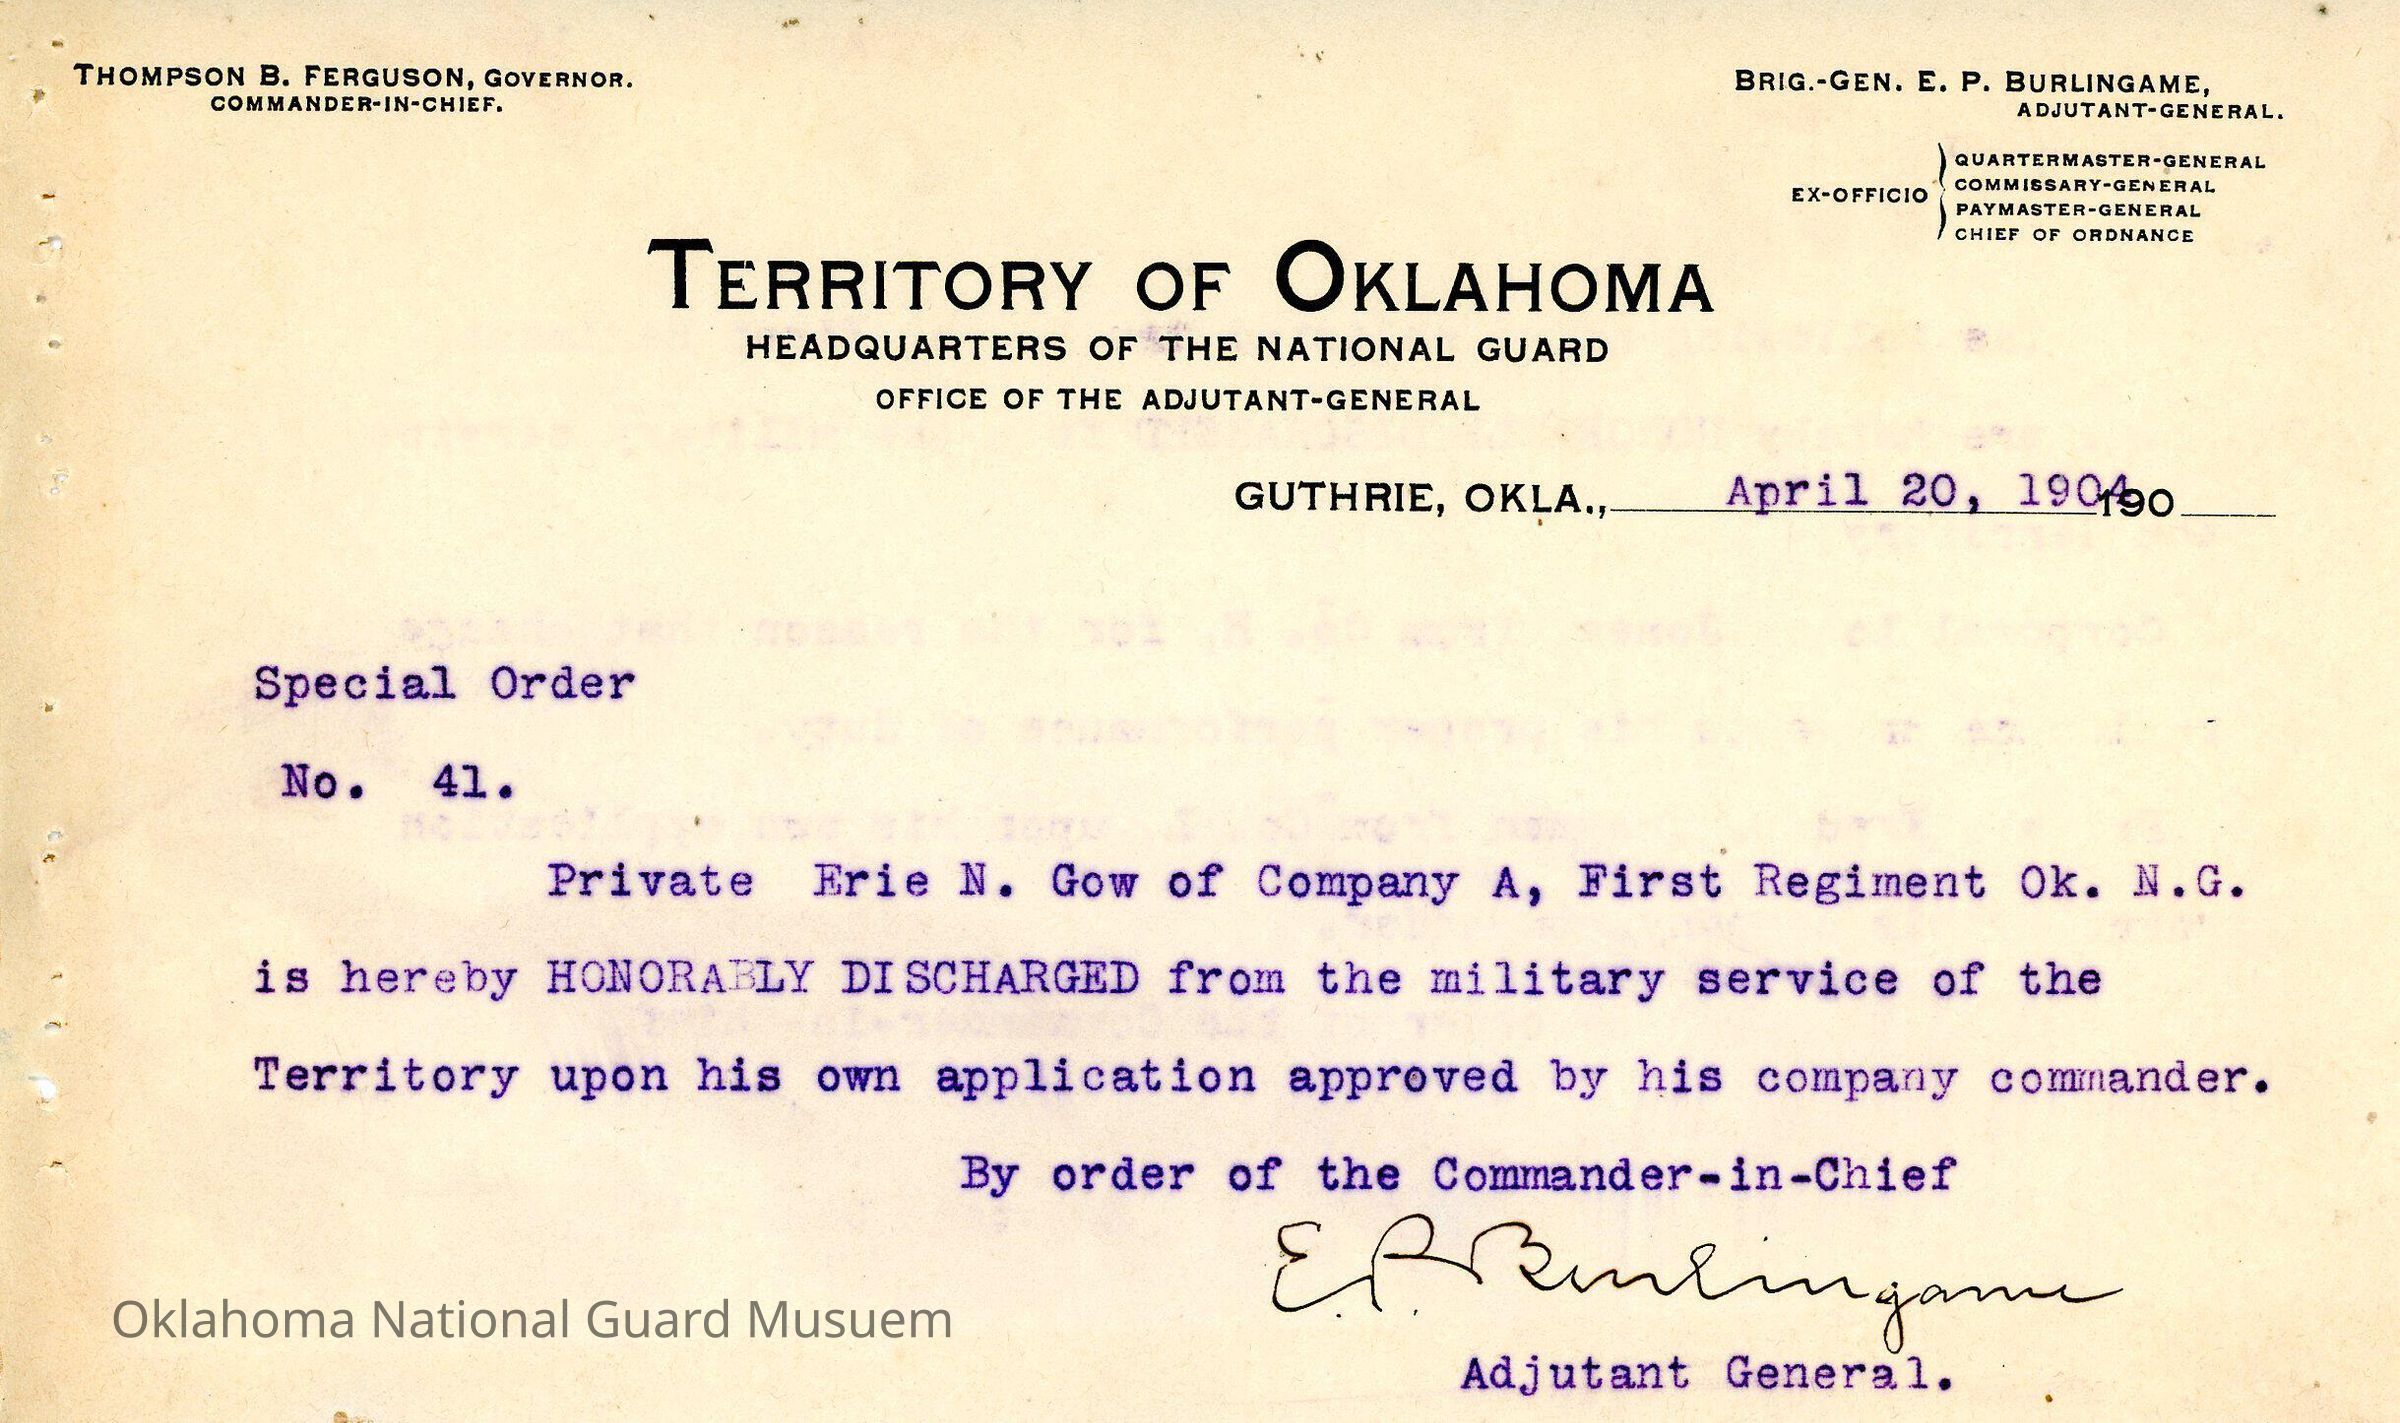 THOMPSON B. FERGUSON, GOVERNOR.
COMMANDER-IN-CHIEF.
BRIG.-GEN. E. P. BURLINGAME,
ADJUTANT-GENERAL.
EX-OFFICIO
QUARTERMASTER-GENERAL
COMMISSARY-GENERAL
PAYMASTER-GENERAL
CHIEF OF ORDNANCE
TERRITORY OF OKLAHOMA
HEADQUARTERS OF THE NATIONAL GUARD
OFFICE OF THE ADJUTANT-GENERAL
GUTHRIE, OKLA., April 20, 1904 190
Special Order
No. 41.
Private Erie N. Gow of Company A, First Regiment Ok. N.G.
is hereby HONORABLY DISCHARGED from the military service of the
Territory upon his own application approved by his company commander.
By order of the Commander-in-Chief
E. P. Burlingame
Adjutant General.
Oklahoma National Guard Musuem